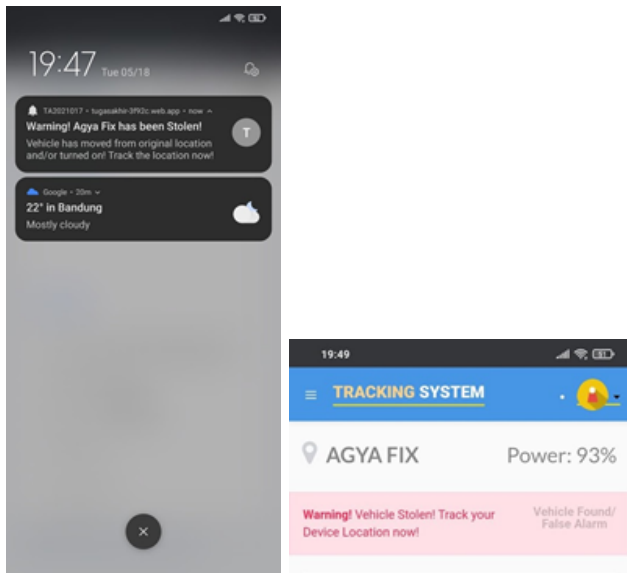 19:47 Tue 05/18
TA2021017 • tugasakhir-3f92c.web.app • now
Warning! Agya Fix has been Stolen!
Vehicle has moved from original location
and/or turned on! Track the location now!
T
Google • 20m
22° in Bandung
Mostly cloudy
19:49
TRACKING SYSTEM
AGYA FIX
Power: 93%
Warning! Vehicle Stolen! Track your
Device Location now!
Vehicle Found/
False Alarm